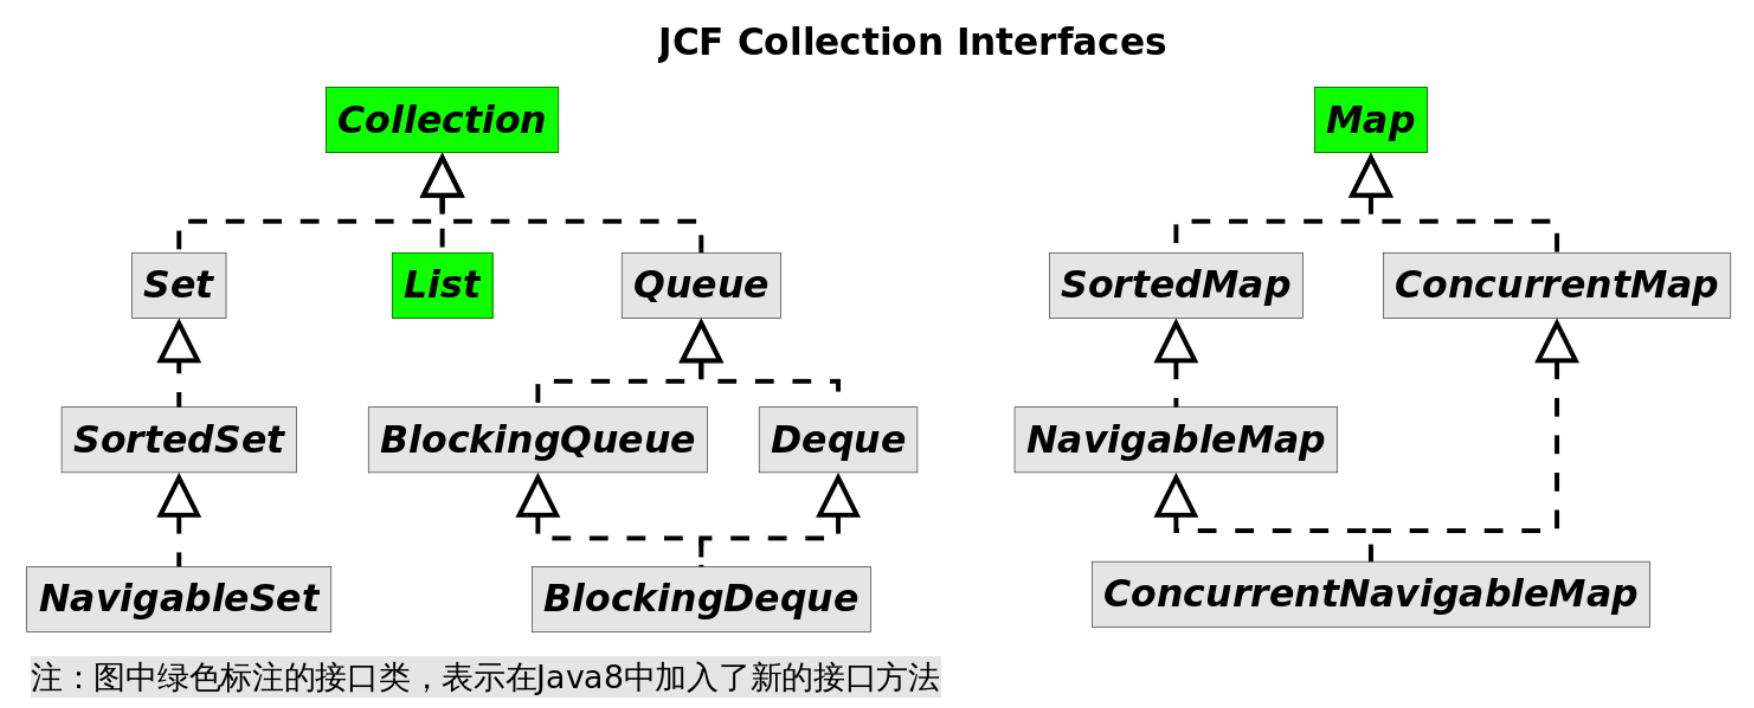 JCF Collection Interfaces
Collection
Map
Set
List
Queue
SortedMap
ConcurrentMap
SortedSet
BlockingQueue
Deque
NavigableMap
NavigableSet
BlockingDeque
ConcurrentNavigableMap
注：图中绿色标注的接口类，表示在Java8中加入了新的接口方法